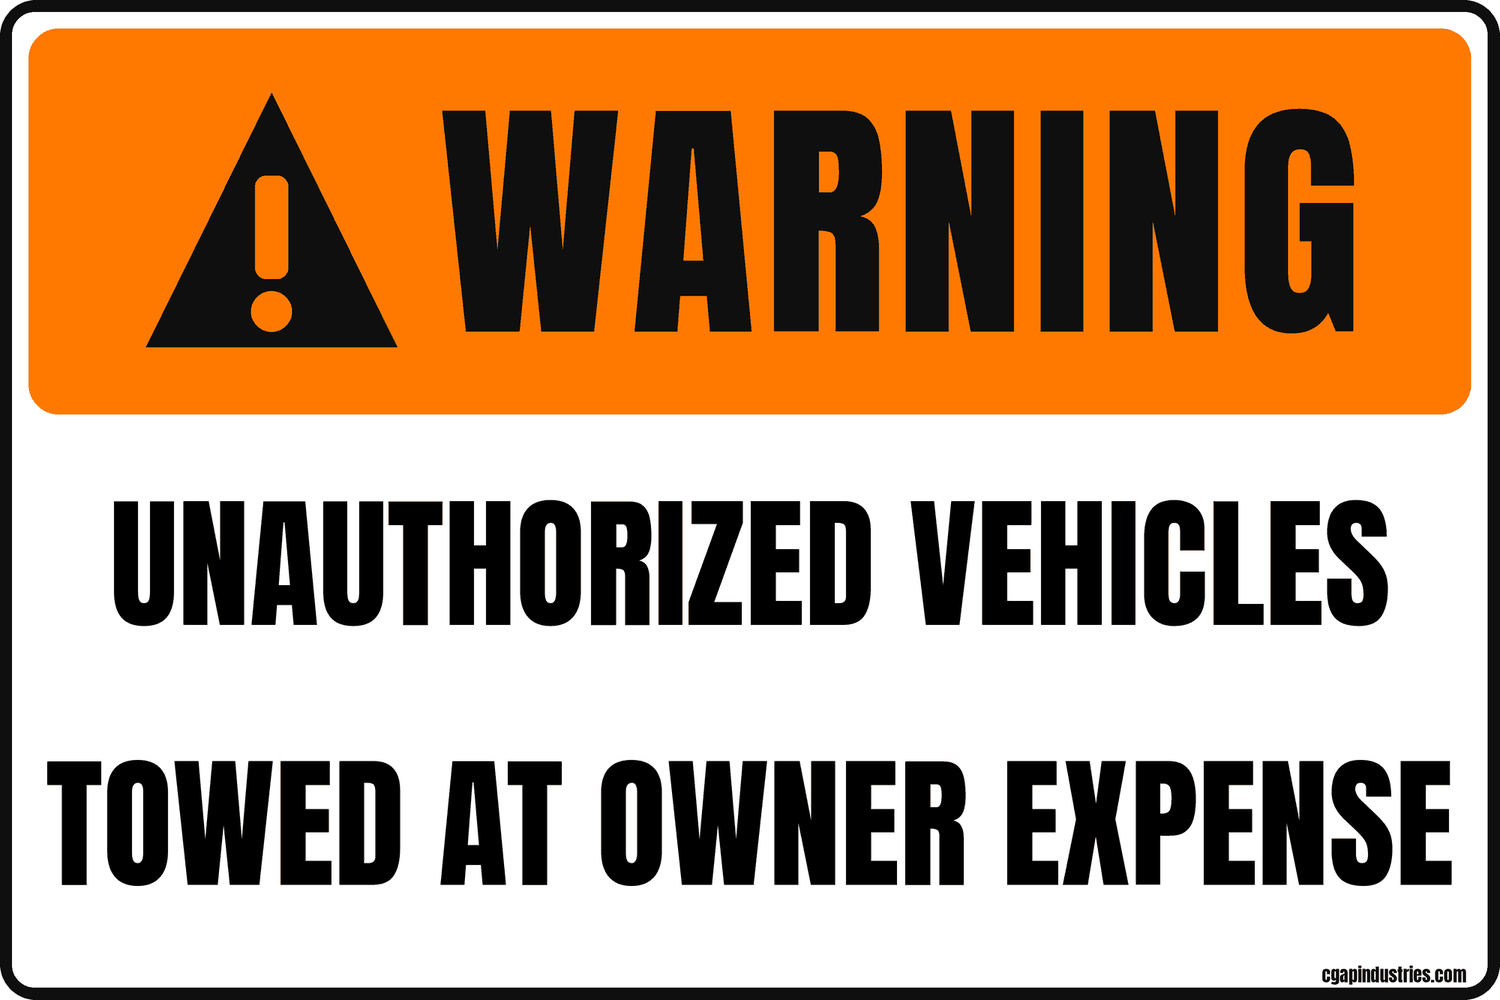 WARNING
UNAUTHORIZED VEHICLES
TOWED AT OWNER EXPENSE
cgapindustries.com